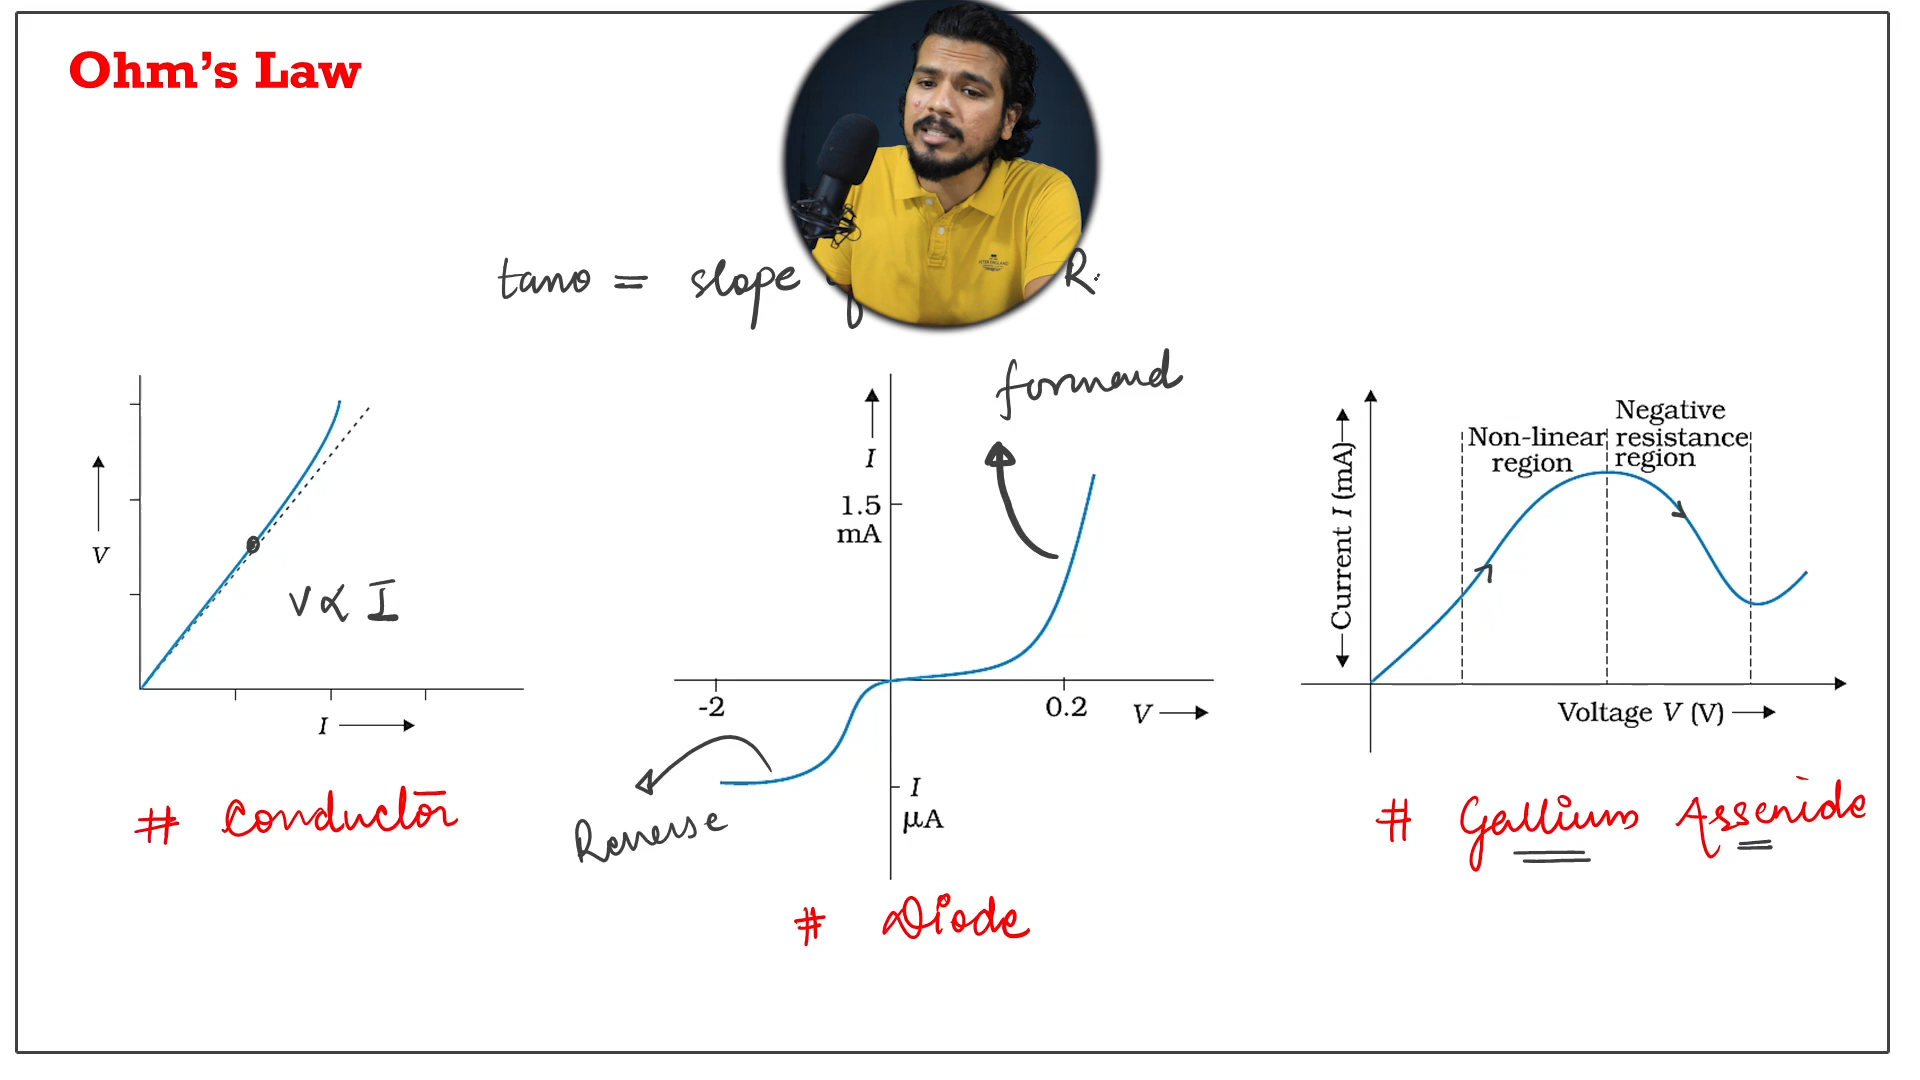 Ohm's Law
tanθ = slope R.
V
V ∝ I
I
# Conductor
forward
I
1.5
mA
-2
0.2
V
I
μA
Reverse
# Diode
Negative
Non-linear resistance
region region
Current I (mA)
Voltage V (V)
# Gallium Assenide